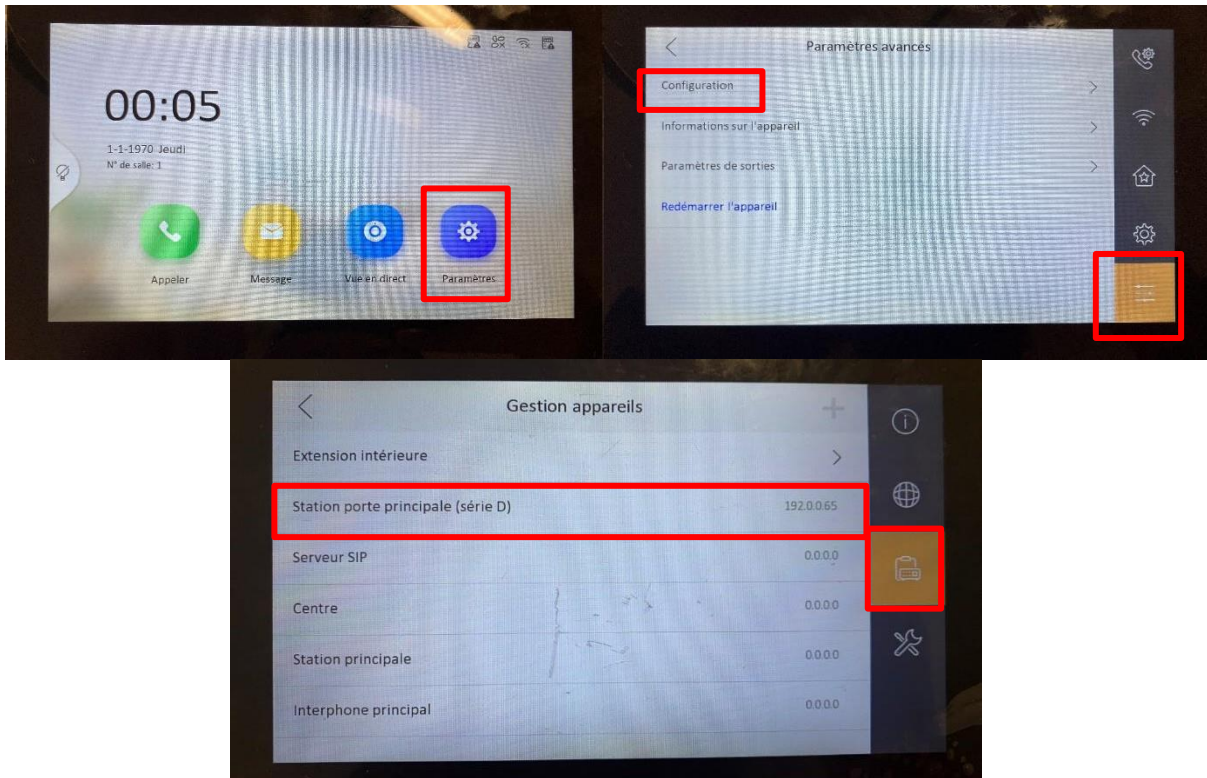 00:05
1-1-1970 Jeudi
N° de salle: 1
Appeler
Message
Vue en direct
Paramètres
Paramètres avancés
Configuration
Informations sur l'appareil
Paramètres de sorties
Redémarrer l'appareil
Gestion appareils
Extension intérieure
Station porte principale (série D) 192.0.0.65
Serveur SIP 0.0.0.0
Centre 0.0.0.0
Station principale 0.0.0.0
Interphone principal 0.0.0.0